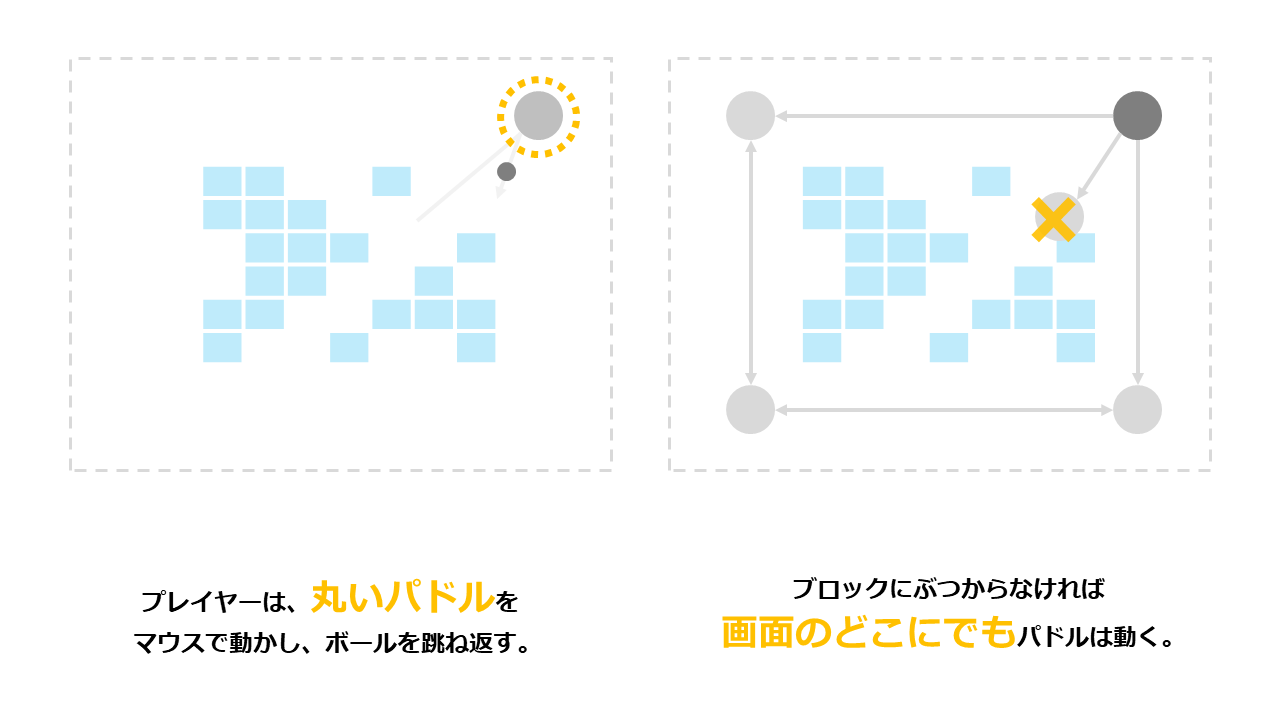 プレイヤーは、丸いパドルを
マウスで動かし、ボールを跳ね返す。
ブロックにぶつからなければ
画面のどこにでもパドルは動く。